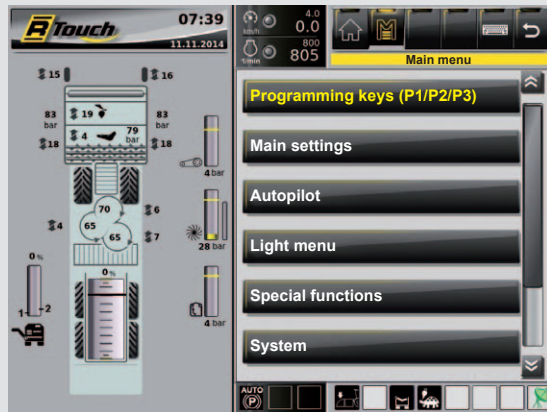 R Touch
07:39
11.11.2014
km/h
4.0
0.0
1/min
800
805
Main menu
15
16
83
bar
19
83
bar
4
79
bar
18
18
70
65
65
4
6
7
4 bar
28 bar
4 bar
0 %
0 %
1
2
Programming keys (P1/P2/P3)
Main settings
Autopilot
Light menu
Special functions
System
AUTO
P